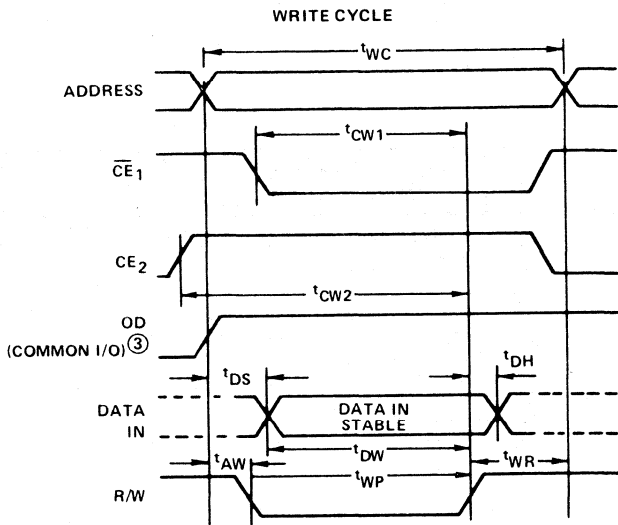 WRITE CYCLE
tWC
ADDRESS
tCW1
CE1
CE2
tCW2
OD
(COMMON I/O) ③
tDS
tDH
DATA IN
DATA IN STABLE
tDW
tAW
tWP
tWR
R/W